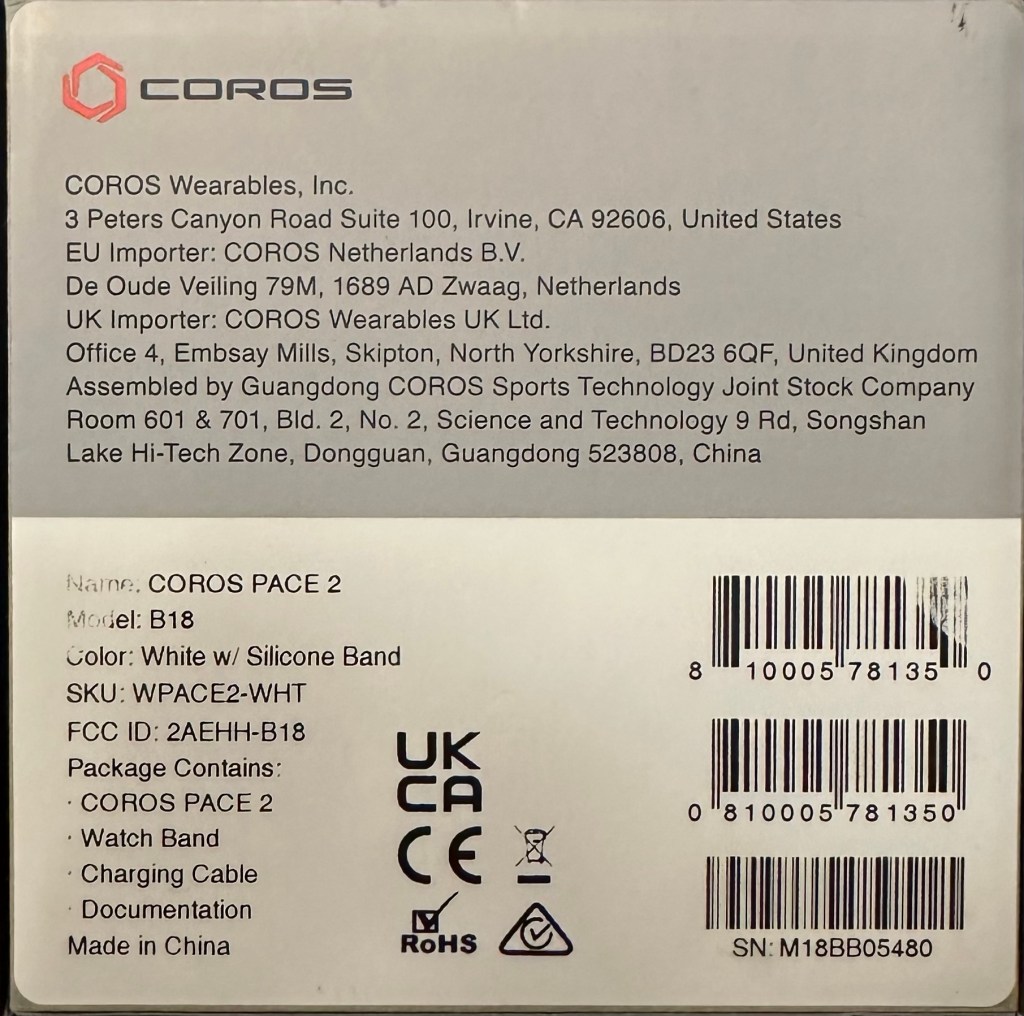 COROS
COROS Wearables, Inc.
3 Peters Canyon Road Suite 100, Irvine, CA 92606, United States
EU Importer: COROS Netherlands B.V.
De Oude Veiling 79M, 1689 AD Zwaag, Netherlands
UK Importer: COROS Wearables UK Ltd.
Office 4, Embsay Mills, Skipton, North Yorkshire, BD23 6QF, United Kingdom
Assembled by Guangdong COROS Sports Technology Joint Stock Company
Room 601 & 701, Bld. 2, No. 2, Science and Technology 9 Rd, Songshan
Lake Hi-Tech Zone, Dongguan, Guangdong 523808, China
Name: COROS PACE 2
Model: B18
Color: White w/ Silicone Band
SKU: WPACE2-WHT
FCC ID: 2AEHH-B18
Package Contains:
· COROS PACE 2
· Watch Band
· Charging Cable
· Documentation
Made in China
UK
CA
CE
RoHS
8 10005 78135 0
0 810005 781350
SN: M18BB05480